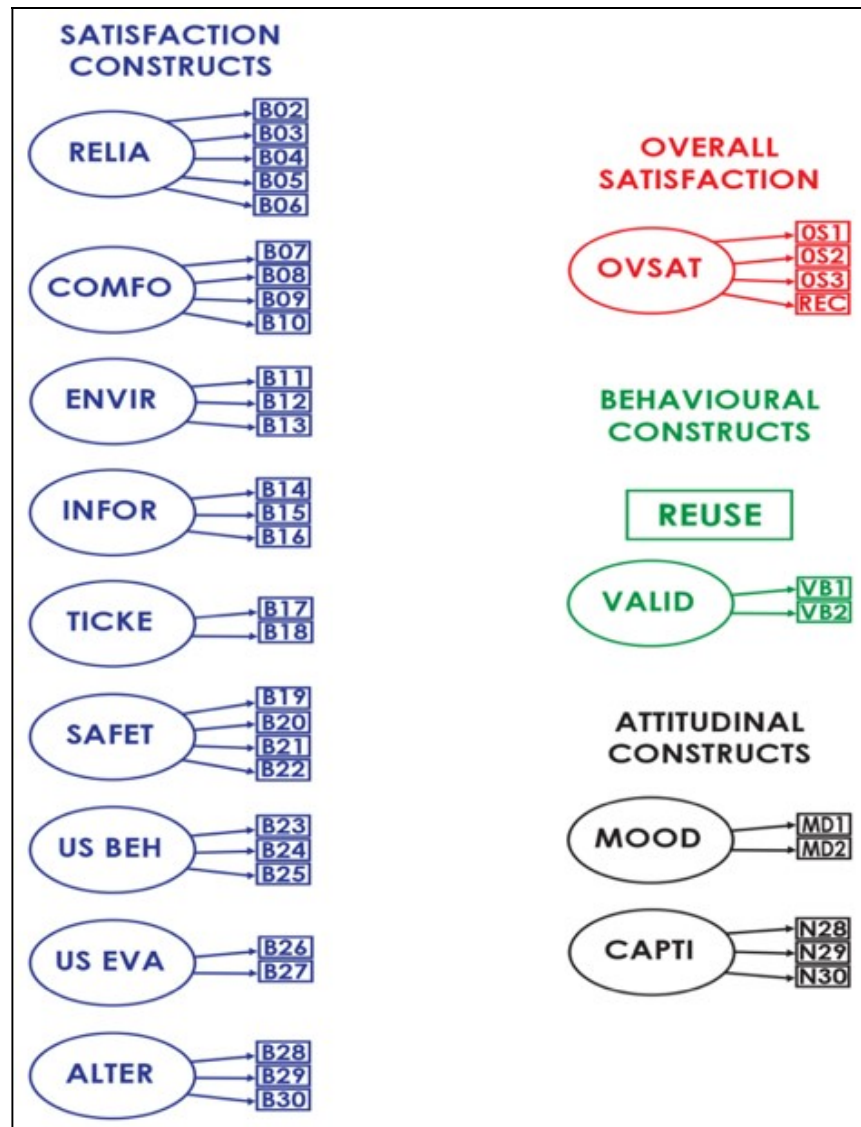 SATISFACTION
CONSTRUCTS
RELIA
B02
B03
B04
B05
B06
COMFO
B07
B08
B09
B10
ENVIR
B11
B12
B13
INFOR
B14
B15
B16
TICKE
B17
B18
SAFET
B19
B20
B21
B22
US BEH
B23
B24
B25
US EVA
B26
B27
ALTER
B28
B29
B30
OVERALL
SATISFACTION
OVSAT
OS1
OS2
OS3
REC
BEHAVIOURAL
CONSTRUCTS
REUSE
VALID
VB1
VB2
ATTITUDINAL
CONSTRUCTS
MOOD
MD1
MD2
CAPTI
N28
N29
N30